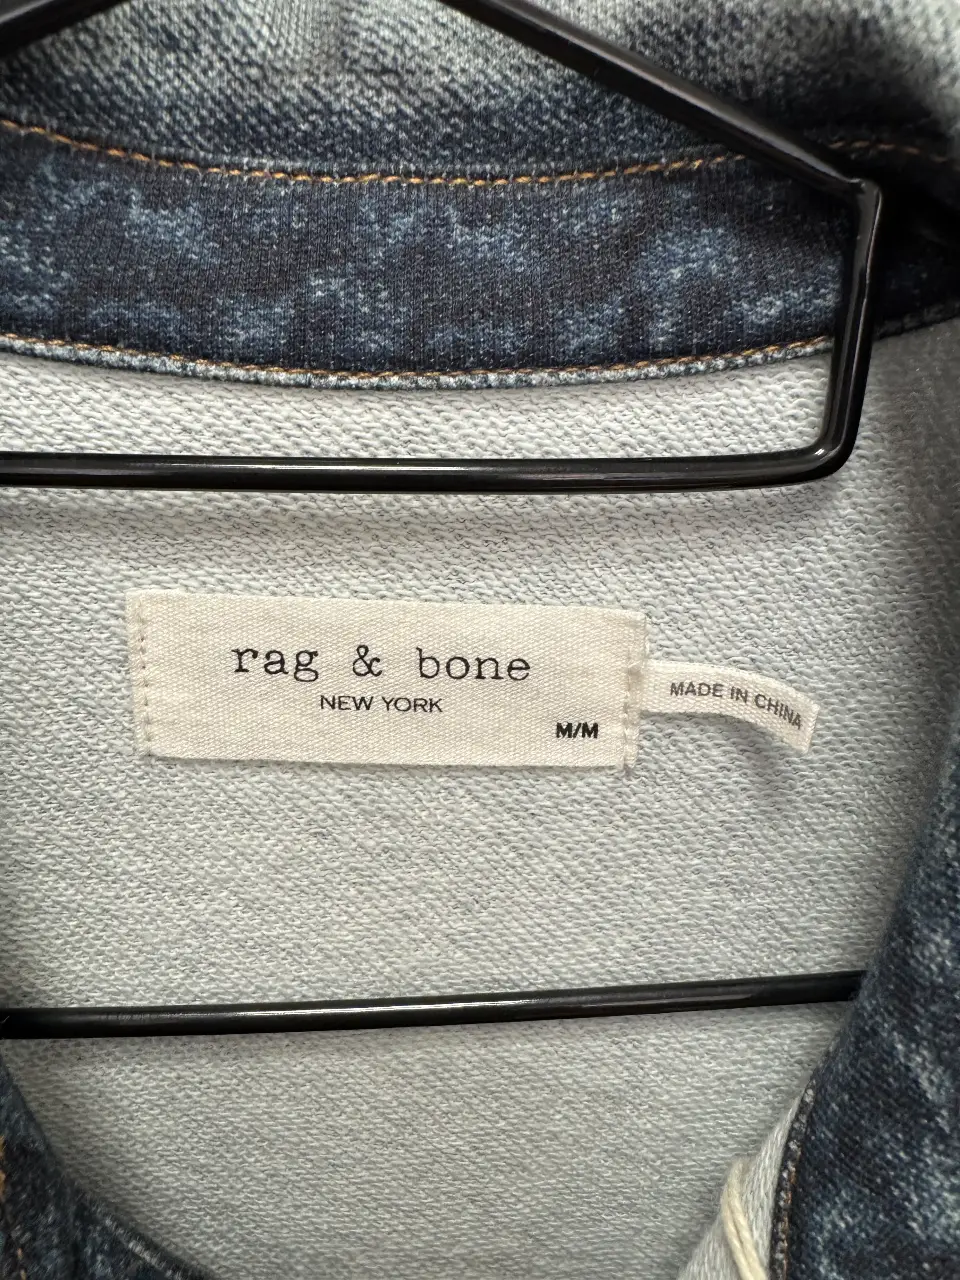 rag & bone
NEW YORK
M/M
MADE IN CHINA